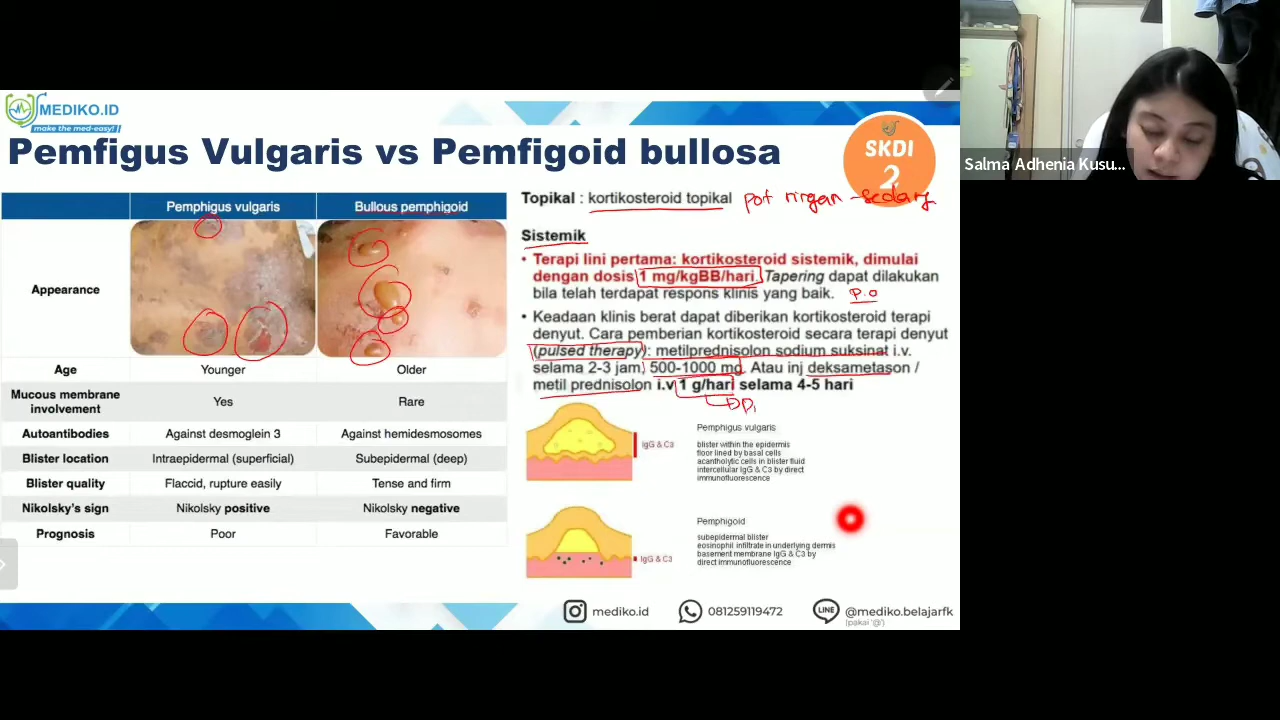 MEDIKO.ID
make the med-easy!
Pemfigus Vulgaris vs Pemfigoid bullosa
SKDI
2
Salma Adhenia Kusu...
Pemphigus vulgaris Bullous pemphigoid
Appearance
Age Younger Older
Mucous membrane involvement Yes Rare
Autoantibodies Against desmoglein 3 Against hemidesmosomes
Blister location Intraepidermal (superficial) Subepidermal (deep)
Blister quality Flaccid, rupture easily Tense and firm
Nikolsky's sign Nikolsky positive Nikolsky negative
Prognosis Poor Favorable
Topikal : kortikosteroid topikal pot ringan - sedang
Sistemik
• Terapi lini pertama: kortikosteroid sistemik, dimulai
dengan dosis 1 mg/kgBB/hari. Tapering dapat dilakukan
bila telah terdapat respons klinis yang baik. p.o
• Keadaan klinis berat dapat diberikan kortikosteroid terapi
denyut. Cara pemberian kortikosteroid secara terapi denyut
(pulsed therapy): metilprednisolon sodium suksinat i.v.
selama 2-3 jam, 500-1000 mg. Atau inj deksametason /
metil prednisolon i.v 1 g/hari selama 4-5 hari
IgG & C3
Pemphigus vulgaris
blister within the epidermis
floor lined by basal cells
acantholytic cells in blister fluid
intercellular IgG & C3 by direct
immunofluorescence
IgG & C3
Pemphigoid
subepidermal blister
eosinophil infiltrate in underlying dermis
basement membrane IgG & C3 by
direct immunofluorescence
mediko.id 081259119472 LINE @mediko.belajarfk
(pakai '@')